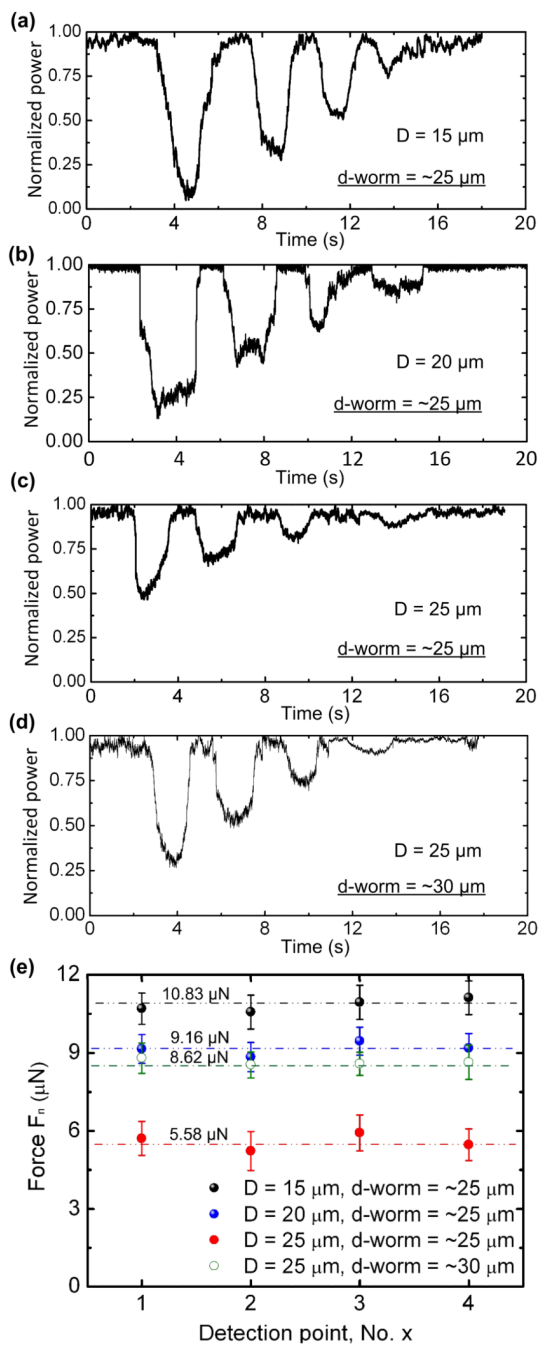 (a)
1.00
0.75
0.50
0.25
0.00
Normalized power
D = 15 µm
d-worm = ~25 µm
0 4 8 12 16 20
Time (s)
(b)
1.00
0.75
0.50
0.25
0.00
Normalized power
D = 20 µm
d-worm = ~25 µm
0 4 8 12 16 20
Time (s)
(c)
1.00
0.75
0.50
0.25
0.00
Normalized power
D = 25 µm
d-worm = ~25 µm
0 4 8 12 16 20
Time (s)
(d)
1.00
0.75
0.50
0.25
0.00
Normalized power
D = 25 µm
d-worm = ~30 µm
0 4 8 12 16 20
Time (s)
(e)
12
9
6
3
0
Force Fₙ (µN)
10.83 µN
9.16 µN
8.62 µN
5.58 µN
D = 15 µm, d-worm = ~25 µm
D = 20 µm, d-worm = ~25 µm
D = 25 µm, d-worm = ~25 µm
D = 25 µm, d-worm = ~30 µm
1 2 3 4
Detection point, No. x